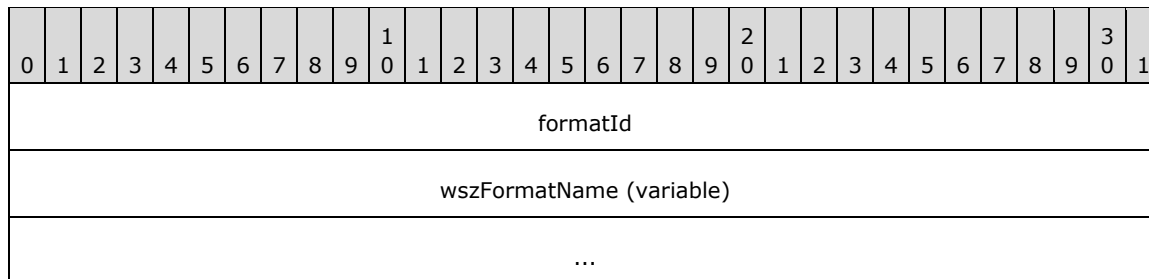 1 2 3
0 1 2 3 4 5 6 7 8 9 0 1 2 3 4 5 6 7 8 9 0 1 2 3 4 5 6 7 8 9 0 1
formatId
wszFormatName (variable)
...